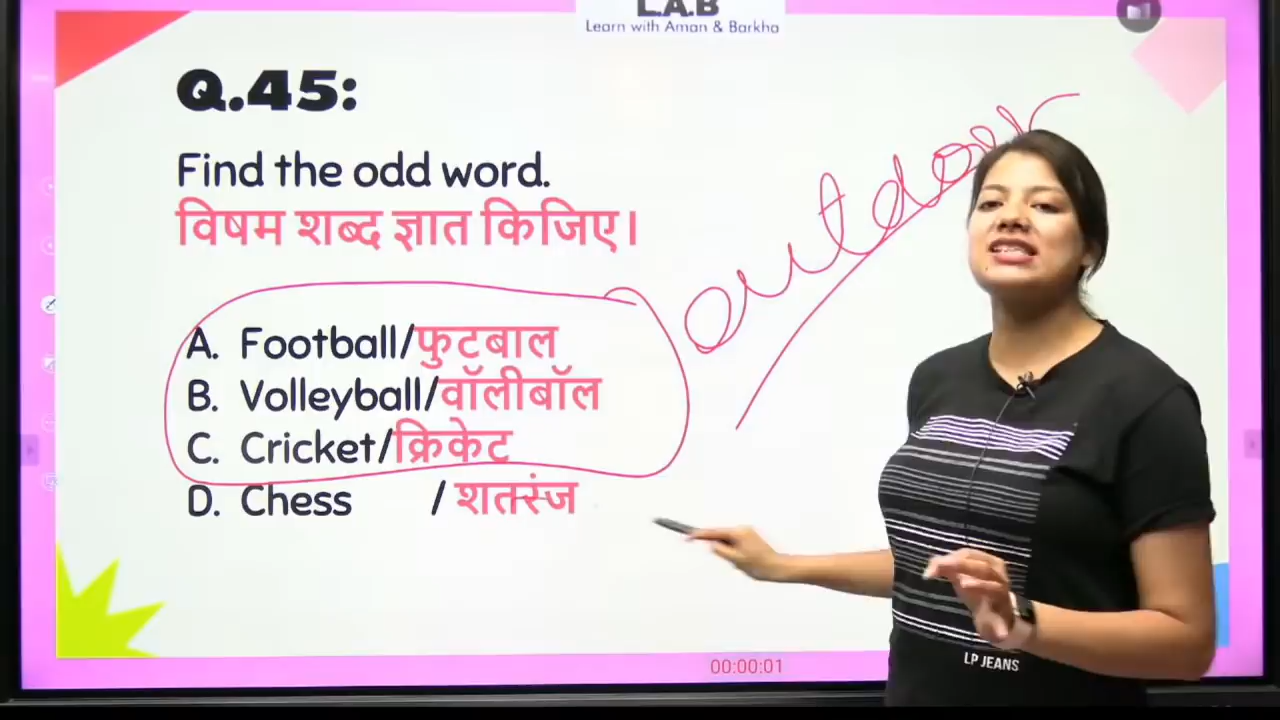 L.A.B
Learn with Aman & Barkha
Q.45:
Find the odd word.
विषम शब्द ज्ञात किजिए।
outdoor
A. Football/फुटबाल
B. Volleyball/वॉलीबॉल
C. Cricket/क्रिकेट
D. Chess / शतरंज
LP JEANS
00:00:01